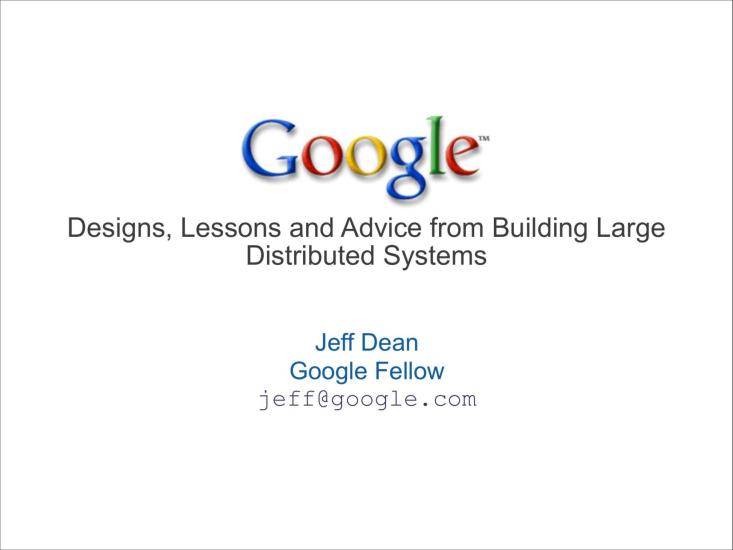 Google™
Designs, Lessons and Advice from Building Large
Distributed Systems
Jeff Dean
Google Fellow
jeff@google.com